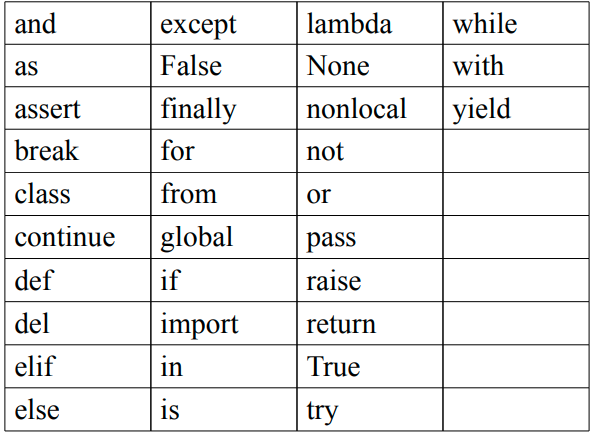 and except lambda while
as False None with
assert finally nonlocal yield
break for not
class from or
continue global pass
def if raise
del import return
elif in True
else is try